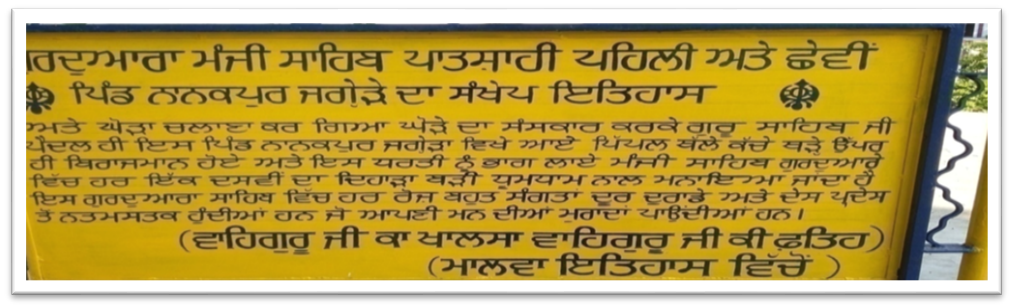 ਗੁਰਦੁਆਰਾ ਮੰਜੀ ਸਾਹਿਬ ਪਾਤਸ਼ਾਹੀ ਪਹਿਲੀ ਅਤੇ ਛੇਵੀਂ
ਪਿੰਡ ਨਾਨਕਪੁਰ ਜਗੇੜੇ ਦਾ ਸੰਖੇਪ ਇਤਿਹਾਸ
ਅਤੇ ਘੋੜਾ ਚਲਾਣਾ ਕਰ ਗਿਆ ਘੋੜੇ ਦਾ ਸੰਸਕਾਰ ਕਰਕੇ ਗੁਰੂ ਸਾਹਿਬ ਜੀ
ਪੈਦਲ ਹੀ ਇਸ ਪਿੰਡ ਨਾਨਕਪੁਰ ਜਗੇੜਾ ਵਿਖੇ ਆਏ ਪਿੱਪਲ ਥੱਲੇ ਕੱਚੇ ਥੜੇ ਉੱਪਰ
ਹੀ ਬਿਰਾਜਮਾਨ ਹੋਏ ਅਤੇ ਇਸ ਧਰਤੀ ਨੂੰ ਭਾਗ ਲਾਏ ਮੰਜੀ ਸਾਹਿਬ ਗੁਰਦੁਆਰੇ
ਵਿੱਚ ਹਰ ਇੱਕ ਦਸਵੀਂ ਦਾ ਦਿਹਾੜਾ ਬੜੀ ਧੂਮਧਾਮ ਨਾਲ ਮਨਾਇਆ ਜਾਂਦਾ ਹੈ
ਇਸ ਗੁਰਦੁਆਰਾ ਸਾਹਿਬ ਵਿੱਚ ਹਰ ਰੋਜ਼ ਬਹੁਤ ਸੰਗਤਾਂ ਦੂਰ ਦੁਰਾਡੇ ਅਤੇ ਦੇਸ ਪ੍ਰਦੇਸ
ਤੋਂ ਨਤਮਸਤਕ ਹੁੰਦੀਆਂ ਹਨ ਜੋ ਆਪਣੀ ਮਨ ਦੀਆਂ ਮੁਰਾਦਾਂ ਪਾਉਂਦੀਆਂ ਹਨ।
(ਵਾਹਿਗੁਰੂ ਜੀ ਕਾ ਖਾਲਸਾ ਵਾਹਿਗੁਰੂ ਜੀ ਕੀ ਫ਼ਤਿਹ)
(ਮਾਲਵਾ ਇਤਿਹਾਸ ਵਿੱਚੋਂ )